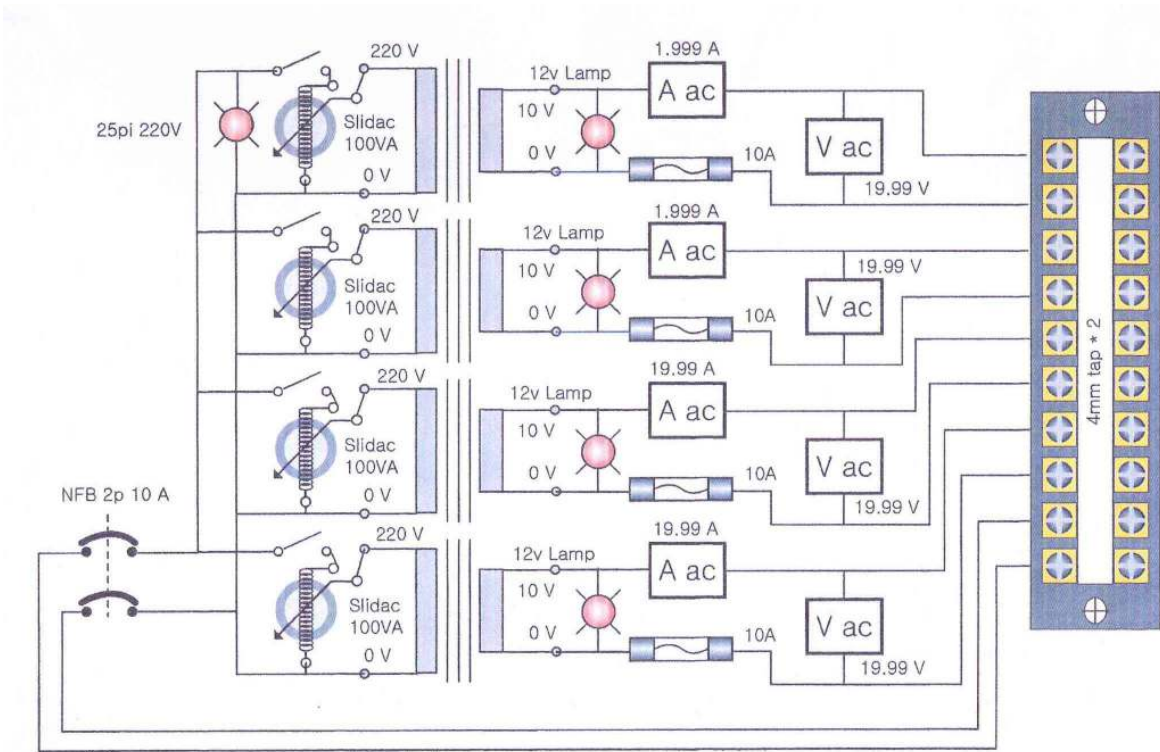 25pi 220V
220 V
Slidac
100VA
0 V
12v Lamp
10 V
0 V
1.999 A
A ac
10A
V ac
19.99 V
220 V
Slidac
100VA
0 V
12v Lamp
10 V
0 V
1.999 A
A ac
10A
19.99 V
V ac
220 V
Slidac
100VA
0 V
12v Lamp
10 V
0 V
19.99 A
A ac
10A
V ac
19.99 V
NFB 2p 10 A
220 V
Slidac
100VA
0 V
12v Lamp
10 V
0 V
19.99 A
A ac
10A
V ac
19.99 V
4mm tap * 2